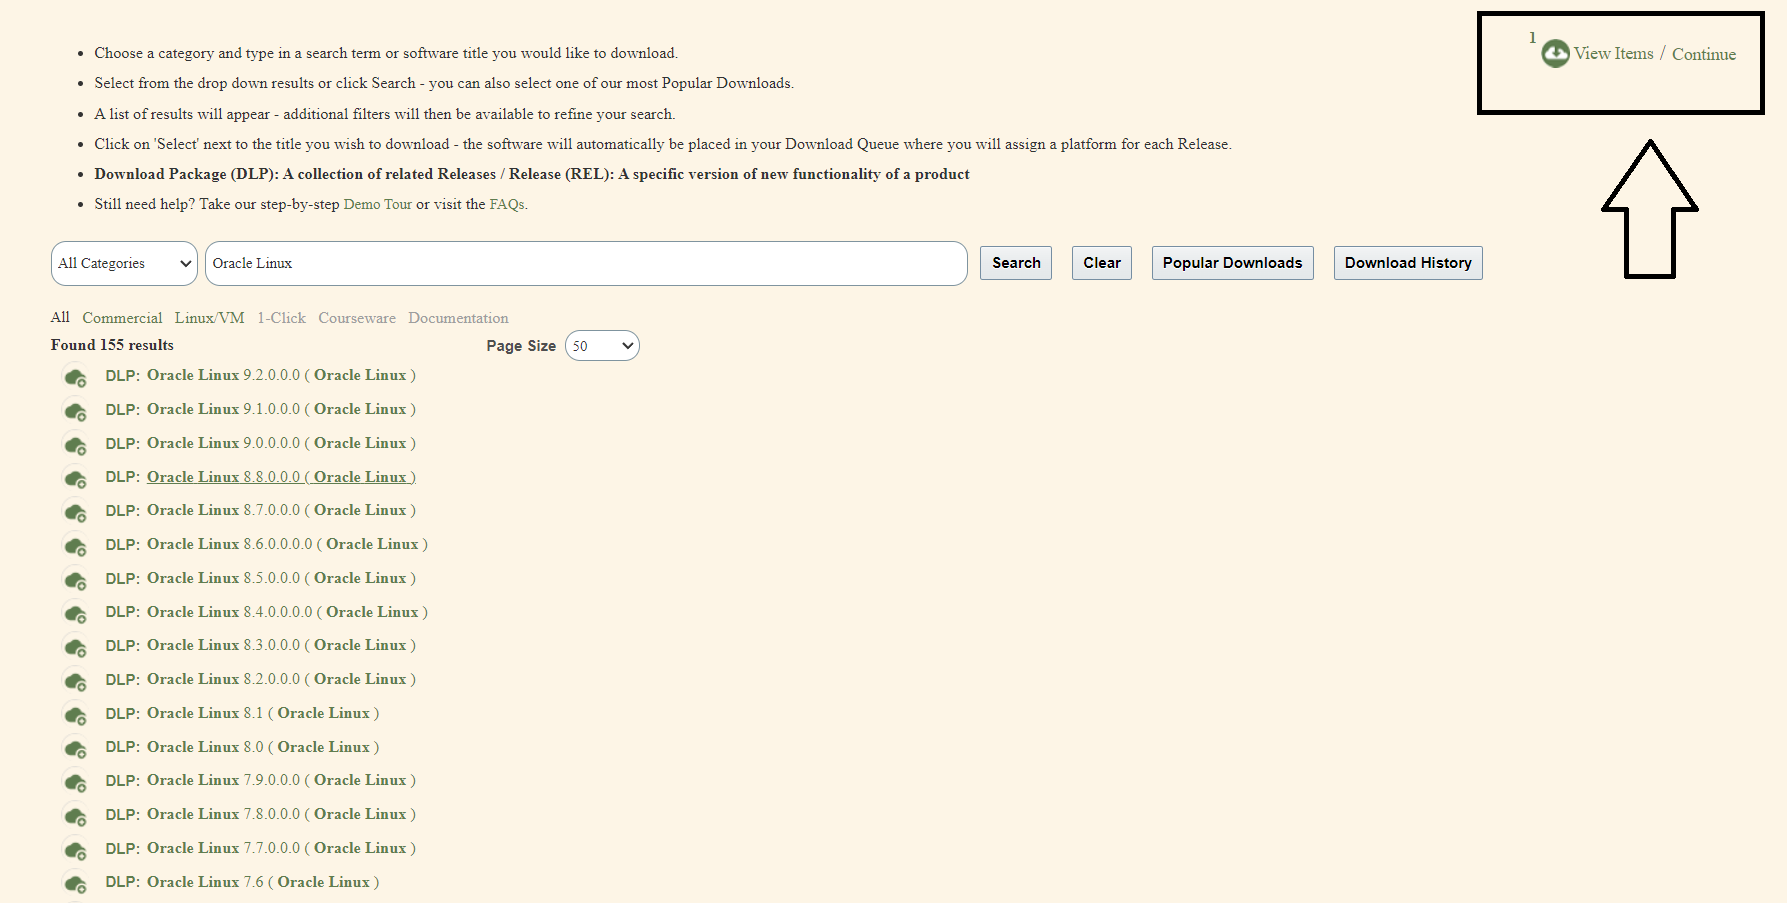 Choose a category and type in a search term or software title you would like to download.
Select from the drop down results or click Search - you can also select one of our most Popular Downloads.
A list of results will appear - additional filters will then be available to refine your search.
Click on 'Select' next to the title you wish to download - the software will automatically be placed in your Download Queue where you will assign a platform for each Release.
Download Package (DLP): A collection of related Releases / Release (REL): A specific version of new functionality of a product
Still need help? Take our step-by-step Demo Tour or visit the FAQs.
1 View Items / Continue
All Categories Oracle Linux Search Clear Popular Downloads Download History
All Commercial Linux/VM 1-Click Courseware Documentation
Found 155 results Page Size 50
DLP: Oracle Linux 9.2.0.0.0 ( Oracle Linux )
DLP: Oracle Linux 9.1.0.0.0 ( Oracle Linux )
DLP: Oracle Linux 9.0.0.0.0 ( Oracle Linux )
DLP: Oracle Linux 8.8.0.0.0 ( Oracle Linux )
DLP: Oracle Linux 8.7.0.0.0 ( Oracle Linux )
DLP: Oracle Linux 8.6.0.0.0.0 ( Oracle Linux )
DLP: Oracle Linux 8.5.0.0.0 ( Oracle Linux )
DLP: Oracle Linux 8.4.0.0.0.0 ( Oracle Linux )
DLP: Oracle Linux 8.3.0.0.0 ( Oracle Linux )
DLP: Oracle Linux 8.2.0.0.0 ( Oracle Linux )
DLP: Oracle Linux 8.1 ( Oracle Linux )
DLP: Oracle Linux 8.0 ( Oracle Linux )
DLP: Oracle Linux 7.9.0.0.0 ( Oracle Linux )
DLP: Oracle Linux 7.8.0.0.0 ( Oracle Linux )
DLP: Oracle Linux 7.7.0.0.0 ( Oracle Linux )
DLP: Oracle Linux 7.6 ( Oracle Linux )